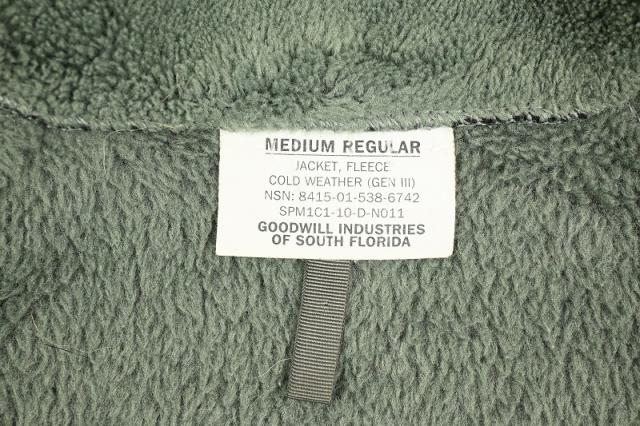 MEDIUM REGULAR
JACKET, FLEECE
COLD WEATHER (GEN III)
NSN: 8415-01-538-6742
SPM1C1-10-D-N011
GOODWILL INDUSTRIES
OF SOUTH FLORIDA